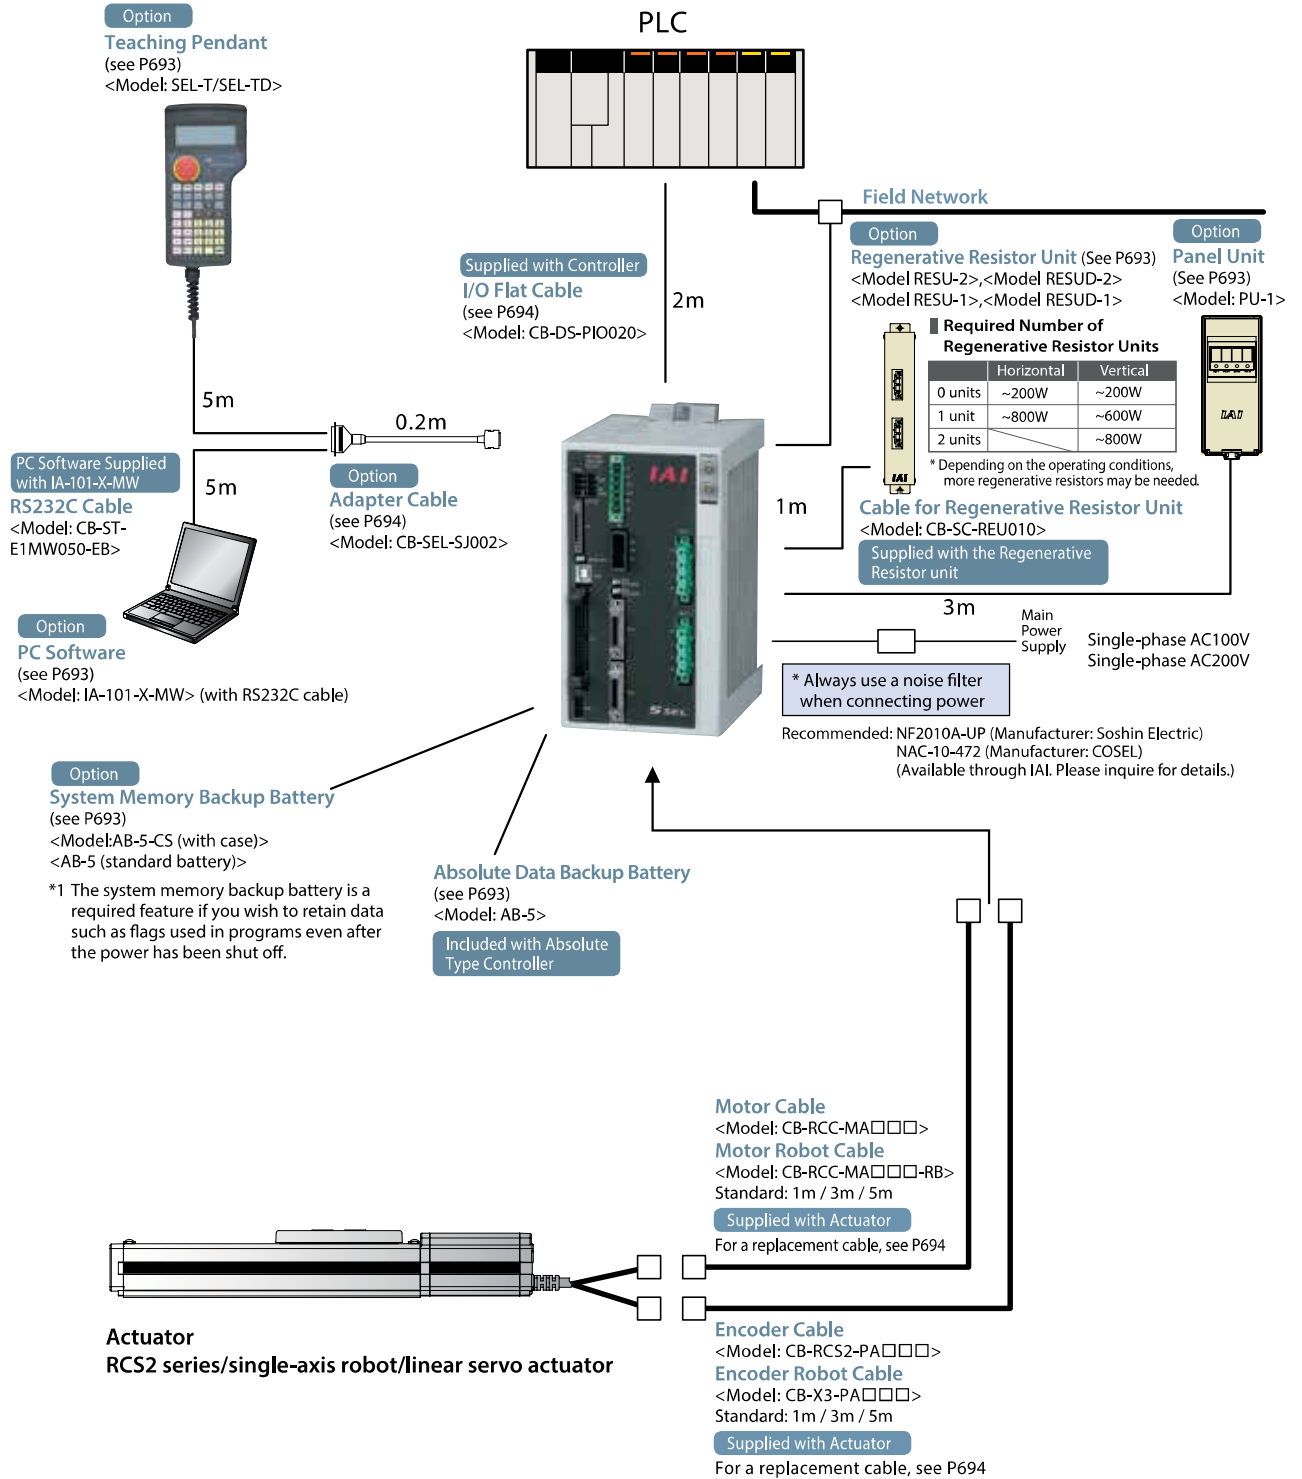 Option
Teaching Pendant
(see P693)
<Model: SEL-T/SEL-TD>
PLC
Field Network
Supplied with Controller
I/O Flat Cable
(see P694)
<Model: CB-DS-PIO020>
2m
Option
Regenerative Resistor Unit (See P693)
<Model RESU-2>,<Model RESUD-2>
<Model RESU-1>,<Model RESUD-1>
Option
Panel Unit
(See P693)
<Model: PU-1>
Required Number of
Regenerative Resistor Units
Horizontal Vertical
0 units ~200W ~200W
1 unit ~800W ~600W
2 units ~800W
* Depending on the operating conditions,
more regenerative resistors may be needed.
IAI
IAI
5m
0.2m
5m
PC Software Supplied
with IA-101-X-MW
RS232C Cable
<Model: CB-ST-
E1MW050-EB>
Option
Adapter Cable
(see P694)
<Model: CB-SEL-SJ002>
IAI
S SEL
1m
Cable for Regenerative Resistor Unit
<Model: CB-SC-REU010>
Supplied with the Regenerative
Resistor unit
3m
Main
Power
Supply
Single-phase AC100V
Single-phase AC200V
* Always use a noise filter
when connecting power
Recommended: NF2010A-UP (Manufacturer: Soshin Electric)
NAC-10-472 (Manufacturer: COSEL)
(Available through IAI. Please inquire for details.)
Option
PC Software
(see P693)
<Model: IA-101-X-MW> (with RS232C cable)
Option
System Memory Backup Battery
(see P693)
<Model:AB-5-CS (with case)>
<AB-5 (standard battery)>
*1 The system memory backup battery is a
required feature if you wish to retain data
such as flags used in programs even after
the power has been shut off.
Absolute Data Backup Battery
(see P693)
<Model: AB-5>
Included with Absolute
Type Controller
Motor Cable
<Model: CB-RCC-MA□□□>
Motor Robot Cable
<Model: CB-RCC-MA□□□-RB>
Standard: 1m / 3m / 5m
Supplied with Actuator
For a replacement cable, see P694
Actuator
RCS2 series/single-axis robot/linear servo actuator
Encoder Cable
<Model: CB-RCS2-PA□□□>
Encoder Robot Cable
<Model: CB-X3-PA□□□>
Standard: 1m / 3m / 5m
Supplied with Actuator
For a replacement cable, see P694